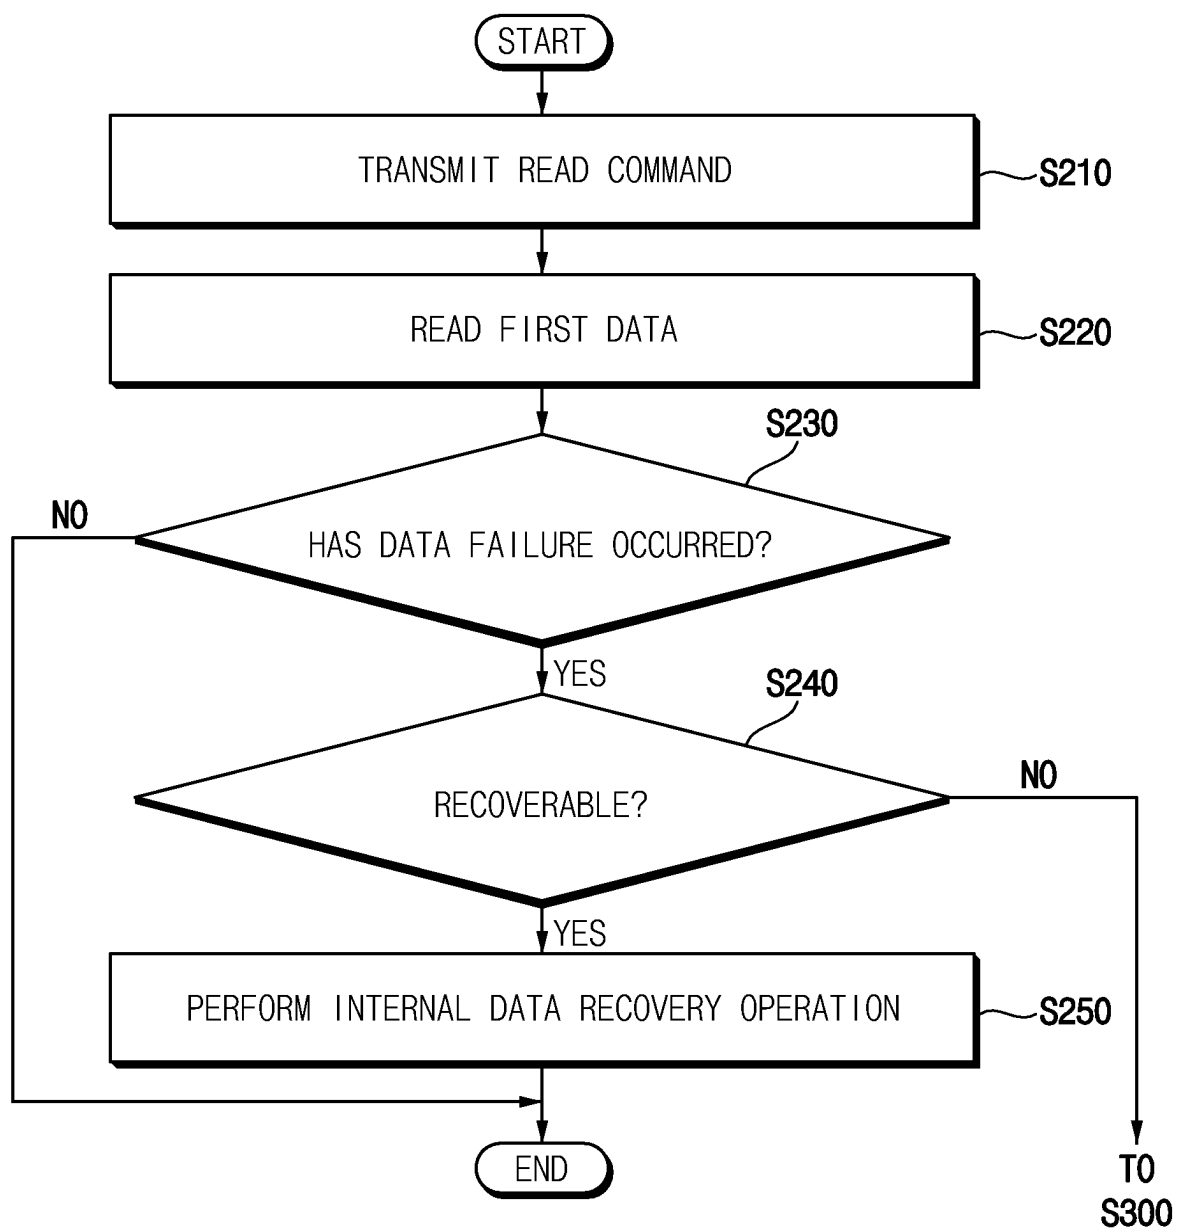 START
TRANSMIT READ COMMAND
S210
READ FIRST DATA
S220
S230
NO
HAS DATA FAILURE OCCURRED?
YES
S240
NO
RECOVERABLE?
YES
PERFORM INTERNAL DATA RECOVERY OPERATION
S250
END
TO
S300